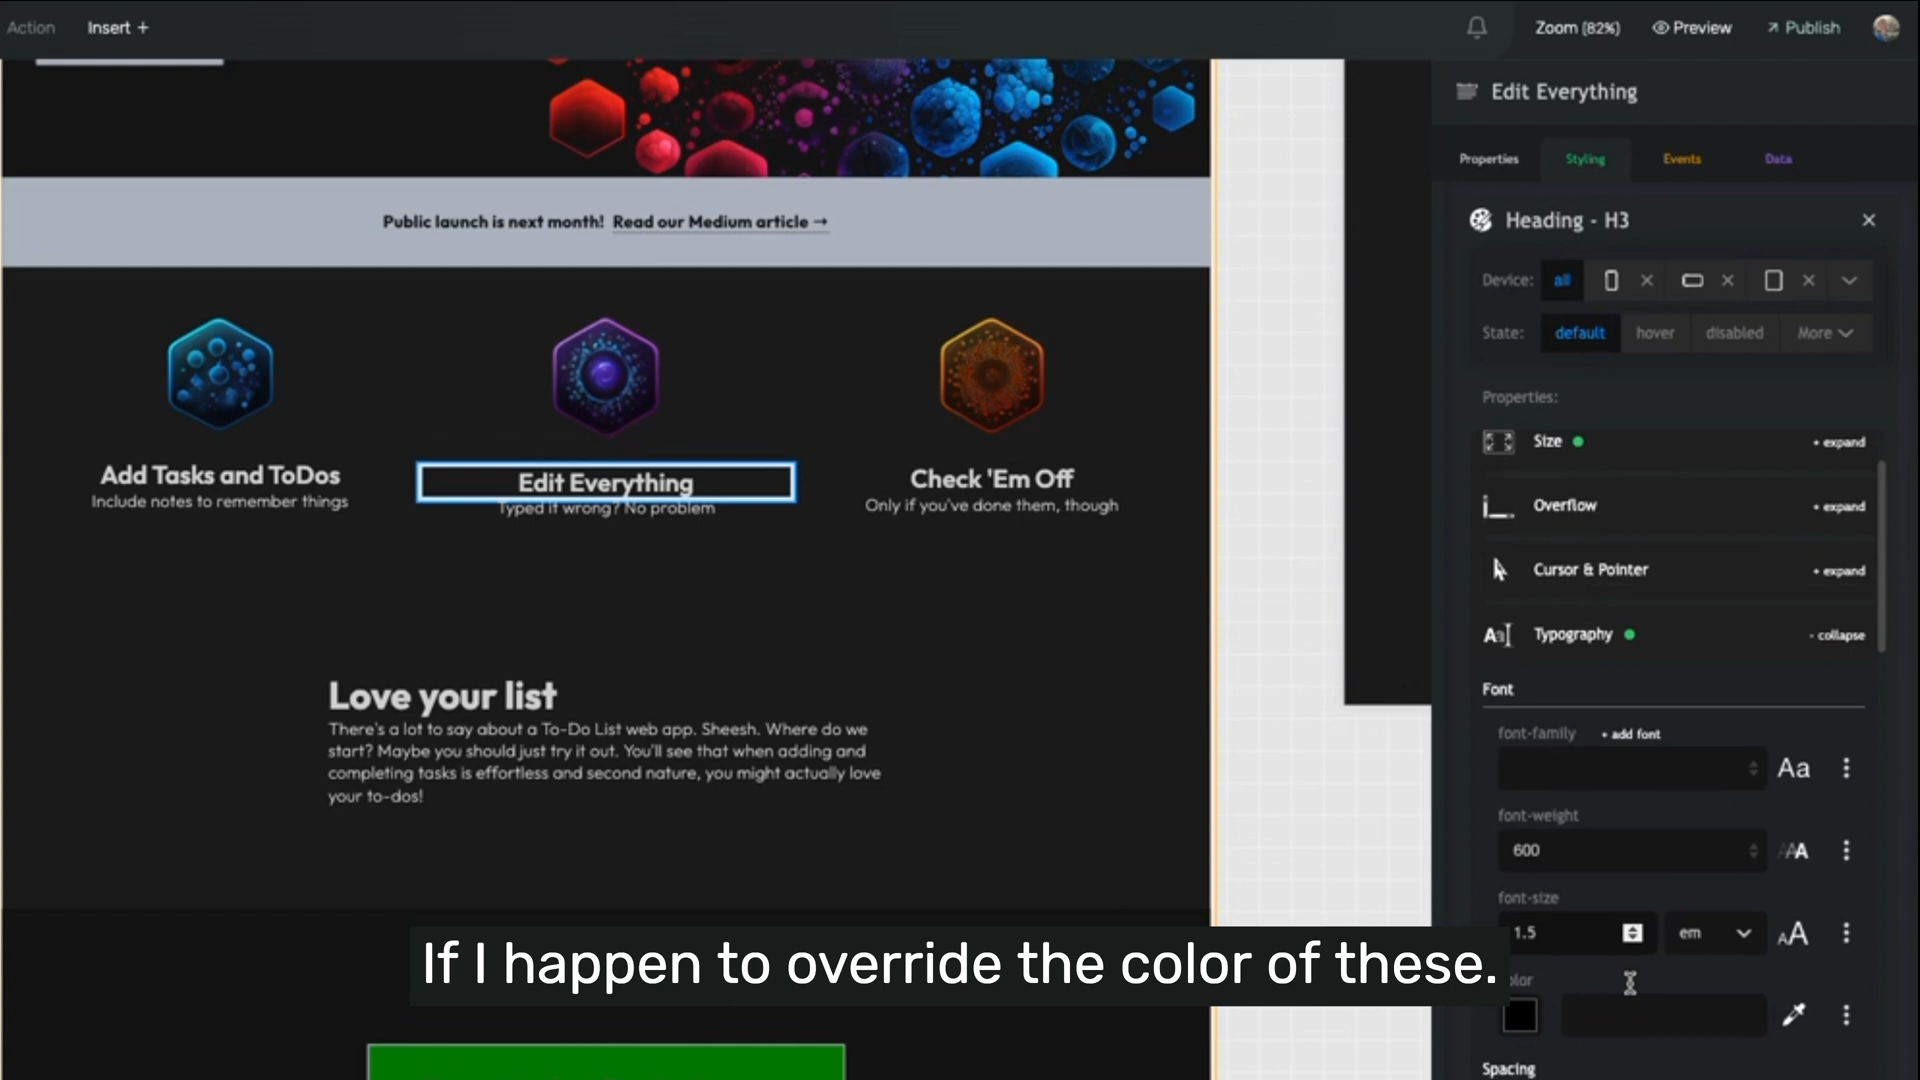 Action Insert +
Zoom (82%) Preview Publish
Edit Everything
Properties Styling Events Data
Public launch is next month! Read our Medium article →
Heading - H3
Device: all
State: default hover disabled More
Properties:
Size + expand
Overflow + expand
Cursor & Pointer + expand
Typography - collapse
Add Tasks and ToDos
Include notes to remember things
Edit Everything
Typed it wrong? No problem
Check 'Em Off
Only if you've done them, though
Love your list
There's a lot to say about a To-Do List web app. Sheesh. Where do we
start? Maybe you should just try it out. You'll see that when adding and
completing tasks is effortless and second nature, you might actually love
your to-dos!
Font
font-family + add font
Aa
font-weight
600
font-size
1.5 em
Spacing
If I happen to override the color of these.